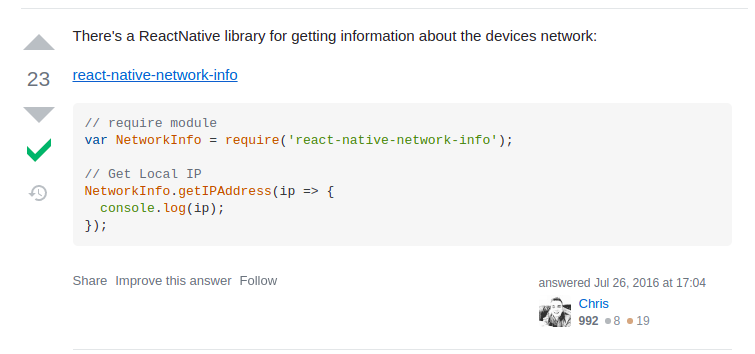 There's a ReactNative library for getting information about the devices network:
23
react-native-network-info
// require module
var NetworkInfo = require('react-native-network-info');
// Get Local IP
NetworkInfo.getIPAddress(ip => {
  console.log(ip);
});
Share Improve this answer Follow
answered Jul 26, 2016 at 17:04
Chris
992 ●8 ●19